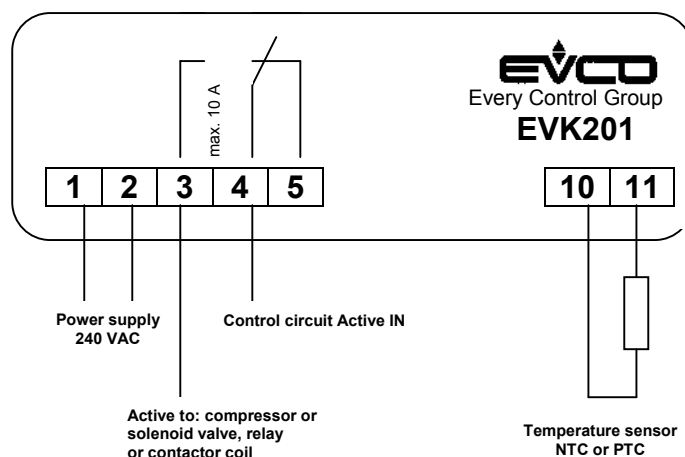 EVCO
Every Control Group
EVK201
max. 10 A
1 2 3 4 5
10 11
Power supply
240 VAC
Control circuit Active IN
Active to: compressor or
solenoid valve, relay
or contactor coil
Temperature sensor
NTC or PTC